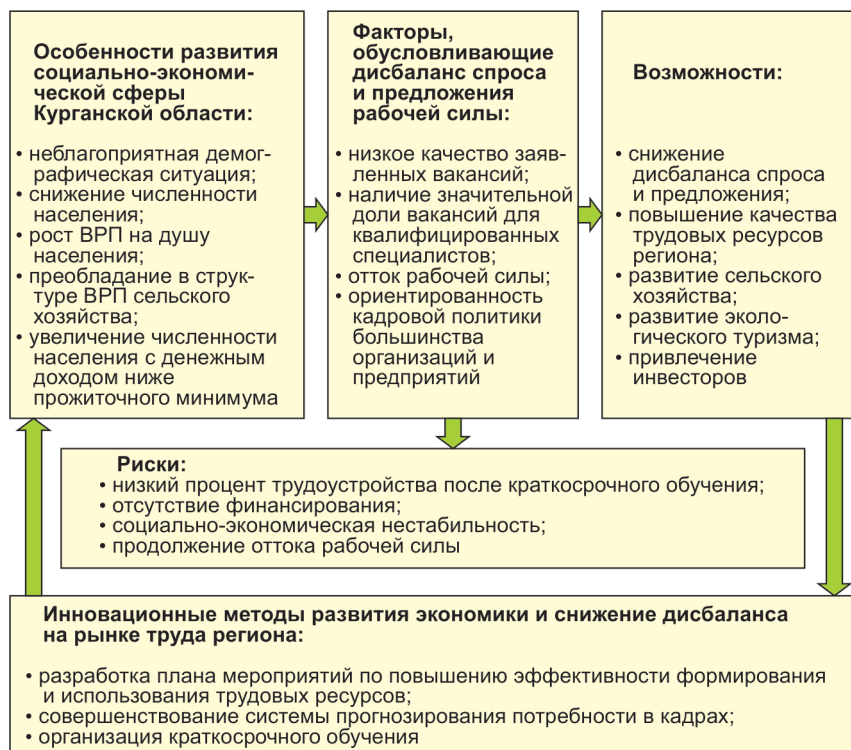 Особенности развития
социально-экономи-
ческой сферы
Курганской области:
• неблагоприятная демог-
рафическая ситуация;
• снижение численности
населения;
• рост ВРП на душу
населения;
• преобладание в струк-
туре ВРП сельского
хозяйства;
• увеличение численности
населения с денежным
доходом ниже
прожиточного минимума
Факторы,
обусловливающие
дисбаланс спроса
и предложения
рабочей силы:
• низкое качество заяв-
ленных вакансий;
• наличие значительной
доли вакансий для
квалифицированных
специалистов;
• отток рабочей силы;
• ориентированность
кадровой политики
большинства
организаций и
предприятий
Возможности:
• снижение
дисбаланса спроса
и предложения;
• повышение качества
трудовых ресурсов
региона;
• развитие сельского
хозяйства;
• развитие эколо-
гического туризма;
• привлечение
инвесторов
Риски:
• низкий процент трудоустройства после краткосрочного обучения;
• отсутствие финансирования;
• социально-экономическая нестабильность;
• продолжение оттока рабочей силы
Инновационные методы развития экономики и снижение дисбаланса
на рынке труда региона:
• разработка плана мероприятий по повышению эффективности формирования
и использования трудовых ресурсов;
• совершенствование системы прогнозирования потребности в кадрах;
• организация краткосрочного обучения